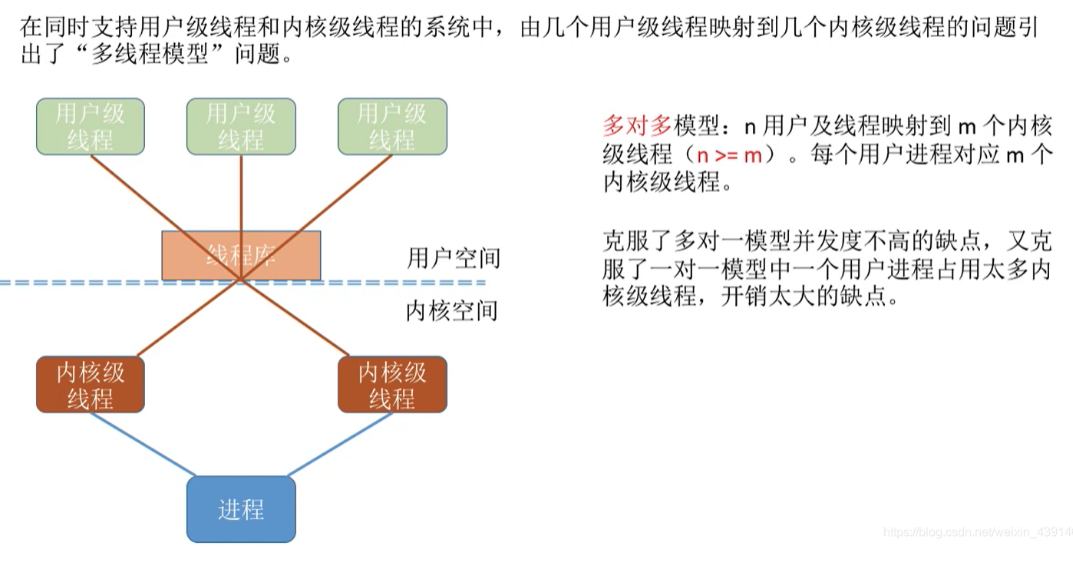 在同时支持用户级线程和内核级线程的系统中，由几个用户级线程映射到几个内核级线程的问题引
出了“多线程模型”问题。
用户级
线程
用户级
线程
用户级
线程
多对多模型：n 用户及线程映射到 m 个内核
级线程（n >= m）。每个用户进程对应 m 个
内核级线程。
克服了多对一模型并发度不高的缺点，又克
服了一对一模型中一个用户进程占用太多内
核级线程，开销太大的缺点。
线程库
用户空间
内核空间
内核级
线程
内核级
线程
进程
https://blog.csdn.net/weixin_43914